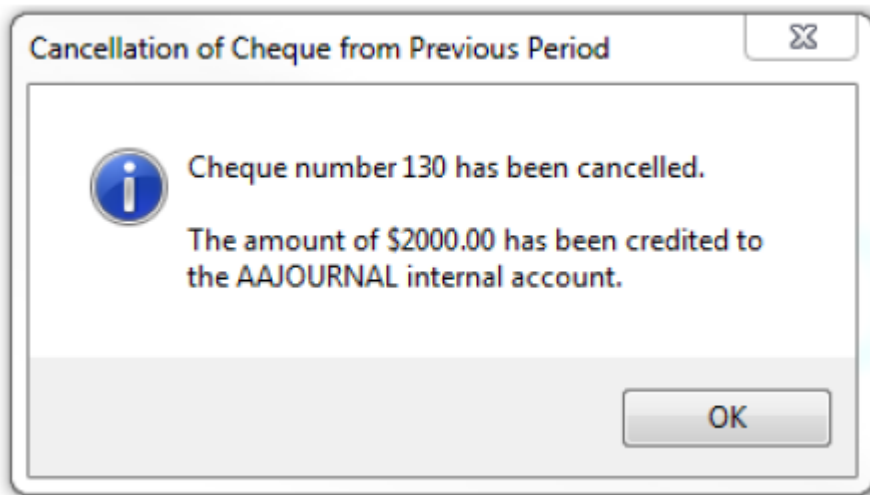 Cancellation of Cheque from Previous Period
Cheque number 130 has been cancelled.
The amount of $2000.00 has been credited to
the AAJOURNAL internal account.
OK